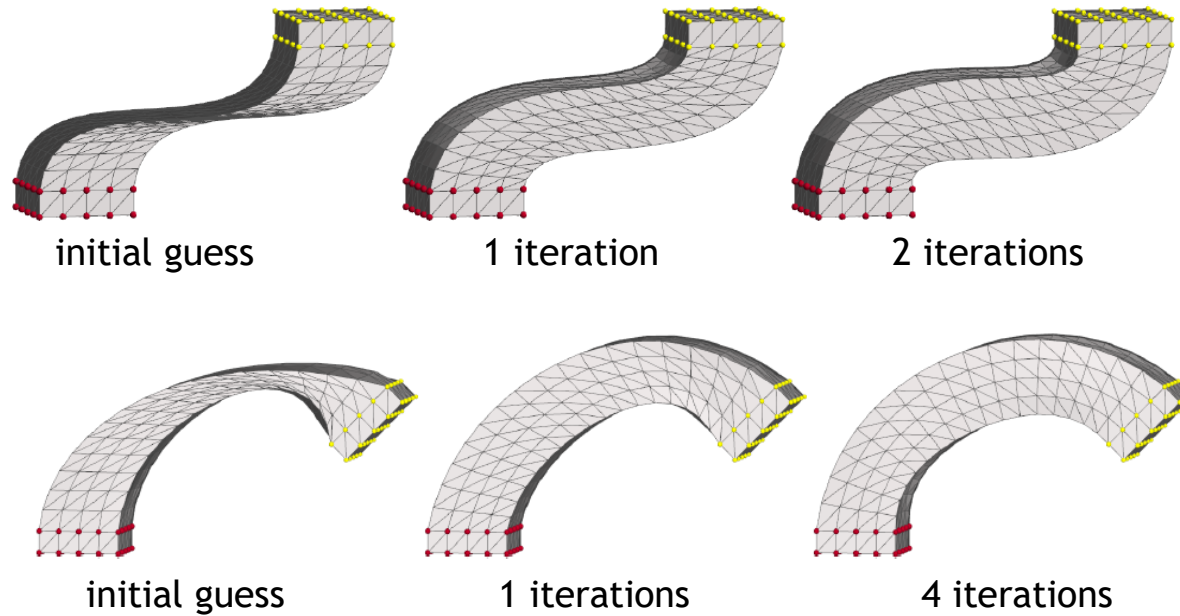 initial guess
1 iteration
2 iterations
initial guess
1 iterations
4 iterations